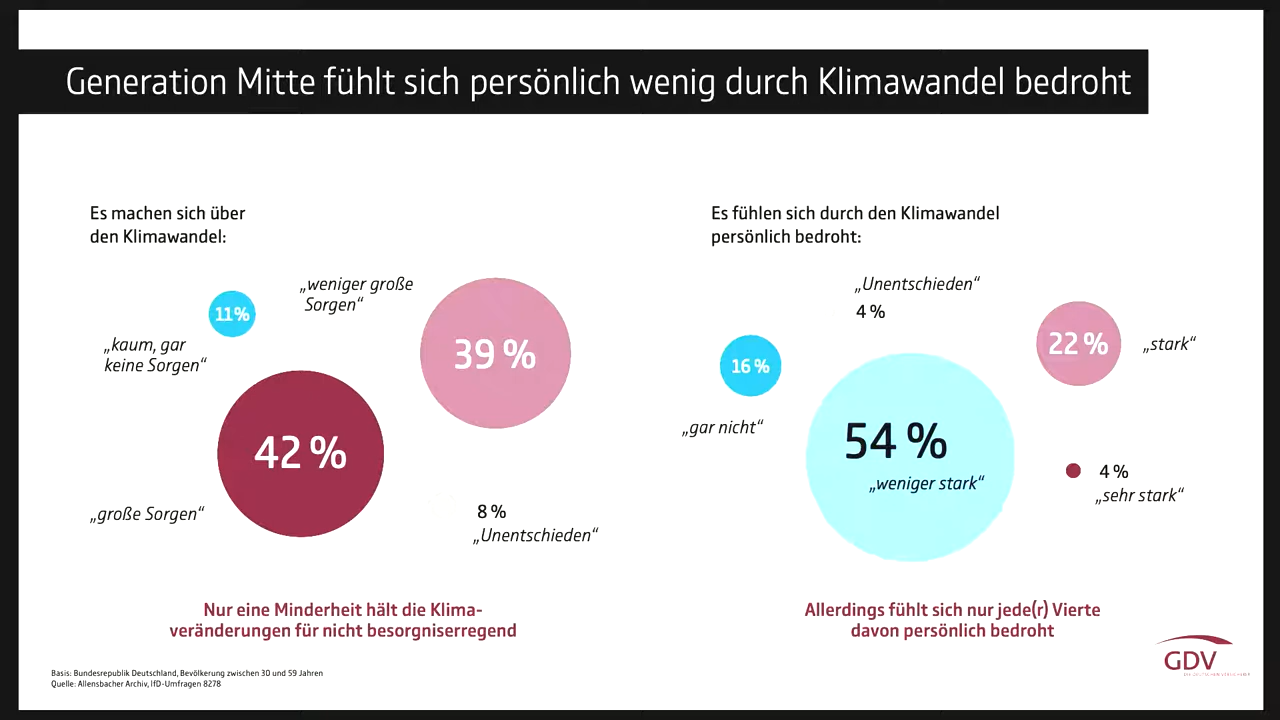 Generation Mitte fühlt sich persönlich wenig durch Klimawandel bedroht
Es machen sich über
den Klimawandel:
„weniger große
Sorgen“
11%
39 %
„kaum, gar
keine Sorgen“
42 %
„große Sorgen“
8 %
„Unentschieden“
Nur eine Minderheit hält die Klima-
veränderungen für nicht besorgniserregend
Es fühlen sich durch den Klimawandel
persönlich bedroht:
„Unentschieden“
4 %
22 %
„stark“
16 %
„gar nicht“
54 %
„weniger stark“
4 %
„sehr stark“
Allerdings fühlt sich nur jede(r) Vierte
davon persönlich bedroht
Basis: Bundesrepublik Deutschland, Bevölkerung zwischen 30 und 59 Jahren
Quelle: Allensbacher Archiv, IfD-Umfragen 8278
GDV